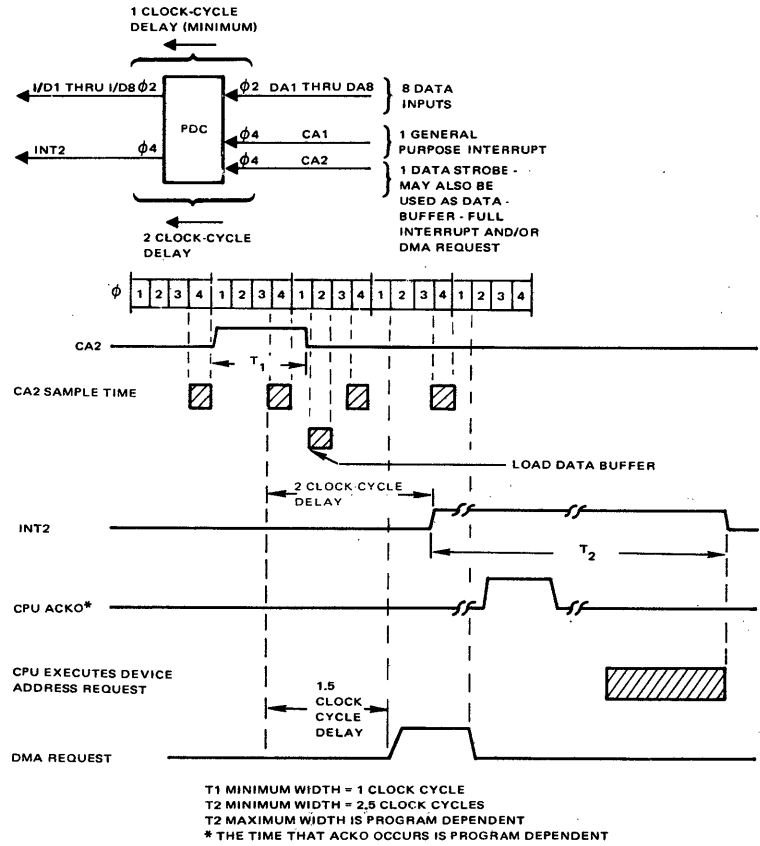 1 CLOCK-CYCLE
DELAY (MINIMUM)
I/D1 THRU I/D8 ϕ2
ϕ2 DA1 THRU DA8
8 DATA
INPUTS
PDC
INT2
ϕ4
ϕ4 CA1
1 GENERAL
PURPOSE INTERRUPT
ϕ4 CA2
1 DATA STROBE -
MAY ALSO BE
USED AS DATA -
BUFFER - FULL
INTERRUPT AND/OR
DMA REQUEST
2 CLOCK-CYCLE
DELAY
ϕ 1 2 3 4 1 2 3 4 1 2 3 4 1 2 3 4 1 2 3 4
CA2
T1
CA2 SAMPLE TIME
LOAD DATA BUFFER
2 CLOCK-CYCLE
DELAY
INT2
T2
CPU ACKO*
CPU EXECUTES DEVICE
ADDRESS REQUEST
1.5
CLOCK
CYCLE
DELAY
DMA REQUEST
T1 MINIMUM WIDTH = 1 CLOCK CYCLE
T2 MINIMUM WIDTH = 2.5 CLOCK CYCLES
T2 MAXIMUM WIDTH IS PROGRAM DEPENDENT
* THE TIME THAT ACKO OCCURS IS PROGRAM DEPENDENT